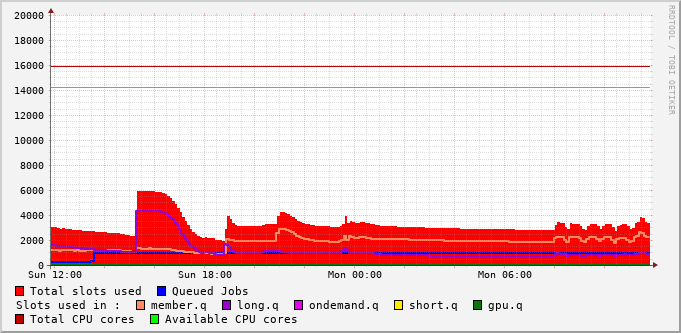 RRDTOOL / TOBI OETIKER
20000
18000
16000
14000
12000
10000
8000
6000
4000
2000
0
Sun 12:00 Sun 18:00 Mon 00:00 Mon 06:00
Total slots used Queued Jobs
Slots used in : member.q long.q ondemand.q short.q gpu.q
Total CPU cores Available CPU cores